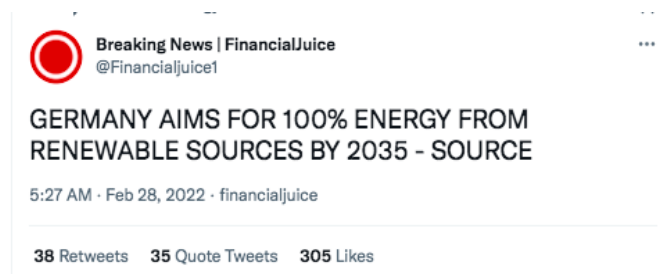 Breaking News | FinancialJuice
@Financialjuice1
GERMANY AIMS FOR 100% ENERGY FROM
RENEWABLE SOURCES BY 2035 - SOURCE
5:27 AM · Feb 28, 2022 · financialjuice
38 Retweets 35 Quote Tweets 305 Likes